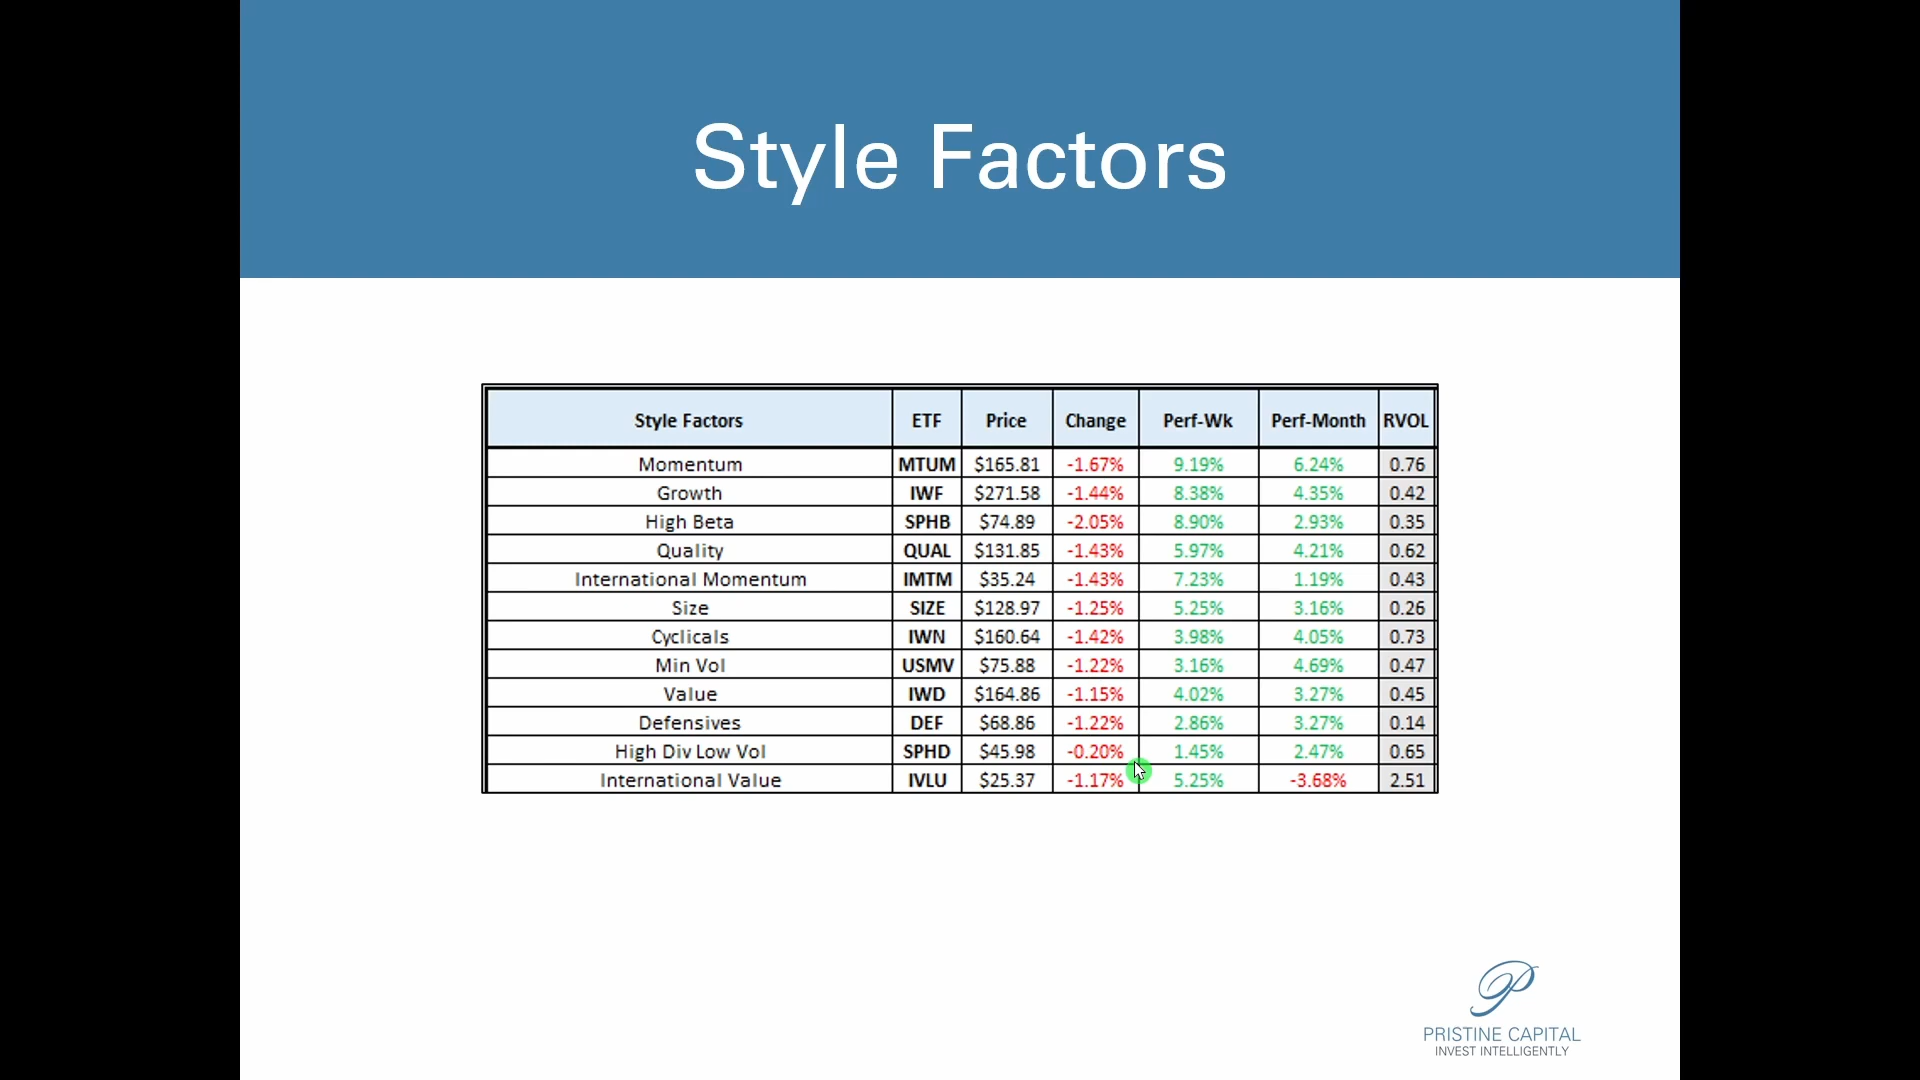 Style Factors
Style Factors ETF Price Change Perf-Wk Perf-Month RVOL
Momentum MTUM $165.81 -1.67% 9.19% 6.24% 0.76
Growth IWF $271.58 -1.44% 8.38% 4.35% 0.42
High Beta SPHB $74.89 -2.05% 8.90% 2.93% 0.35
Quality QUAL $131.85 -1.43% 5.97% 4.21% 0.62
International Momentum IMTM $35.24 -1.43% 7.23% 1.19% 0.43
Size SIZE $128.97 -1.25% 5.25% 3.16% 0.26
Cyclicals IWN $160.64 -1.42% 3.98% 4.05% 0.73
Min Vol USMV $75.88 -1.22% 3.16% 4.69% 0.47
Value IWD $164.86 -1.15% 4.02% 3.27% 0.45
Defensives DEF $68.86 -1.22% 2.86% 3.27% 0.14
High Div Low Vol SPHD $45.98 -0.20% 1.45% 2.47% 0.65
International Value IVLU $25.37 -1.17% 5.25% -3.68% 2.51
PRISTINE CAPITAL
INVEST INTELLIGENTLY